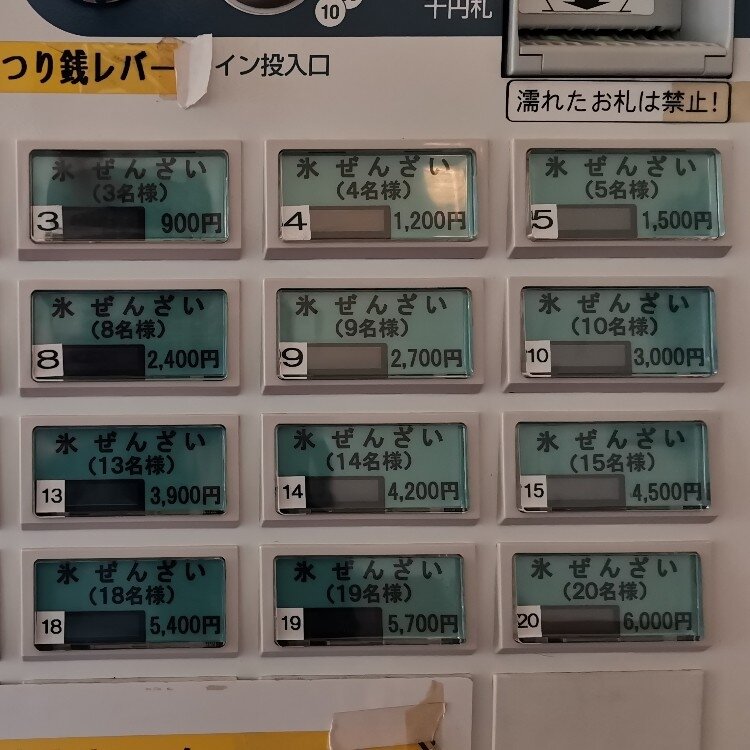 10
千円札
つり銭レバー
イン投入口
濡れたお札は禁止!
氷 ぜんざい
(3名様)
3 900円
氷 ぜんざい
(4名様)
4 1,200円
氷 ぜんざい
(5名様)
5 1,500円
氷 ぜんざい
(8名様)
8 2,400円
氷 ぜんざい
(9名様)
9 2,700円
氷 ぜんざい
(10名様)
10 3,000円
氷 ぜんざい
(13名様)
13 3,900円
氷 ぜんざい
(14名様)
14 4,200円
氷 ぜんざい
(15名様)
15 4,500円
氷 ぜんざい
(18名様)
18 5,400円
氷 ぜんざい
(19名様)
19 5,700円
氷 ぜんざい
(20名様)
20 6,000円